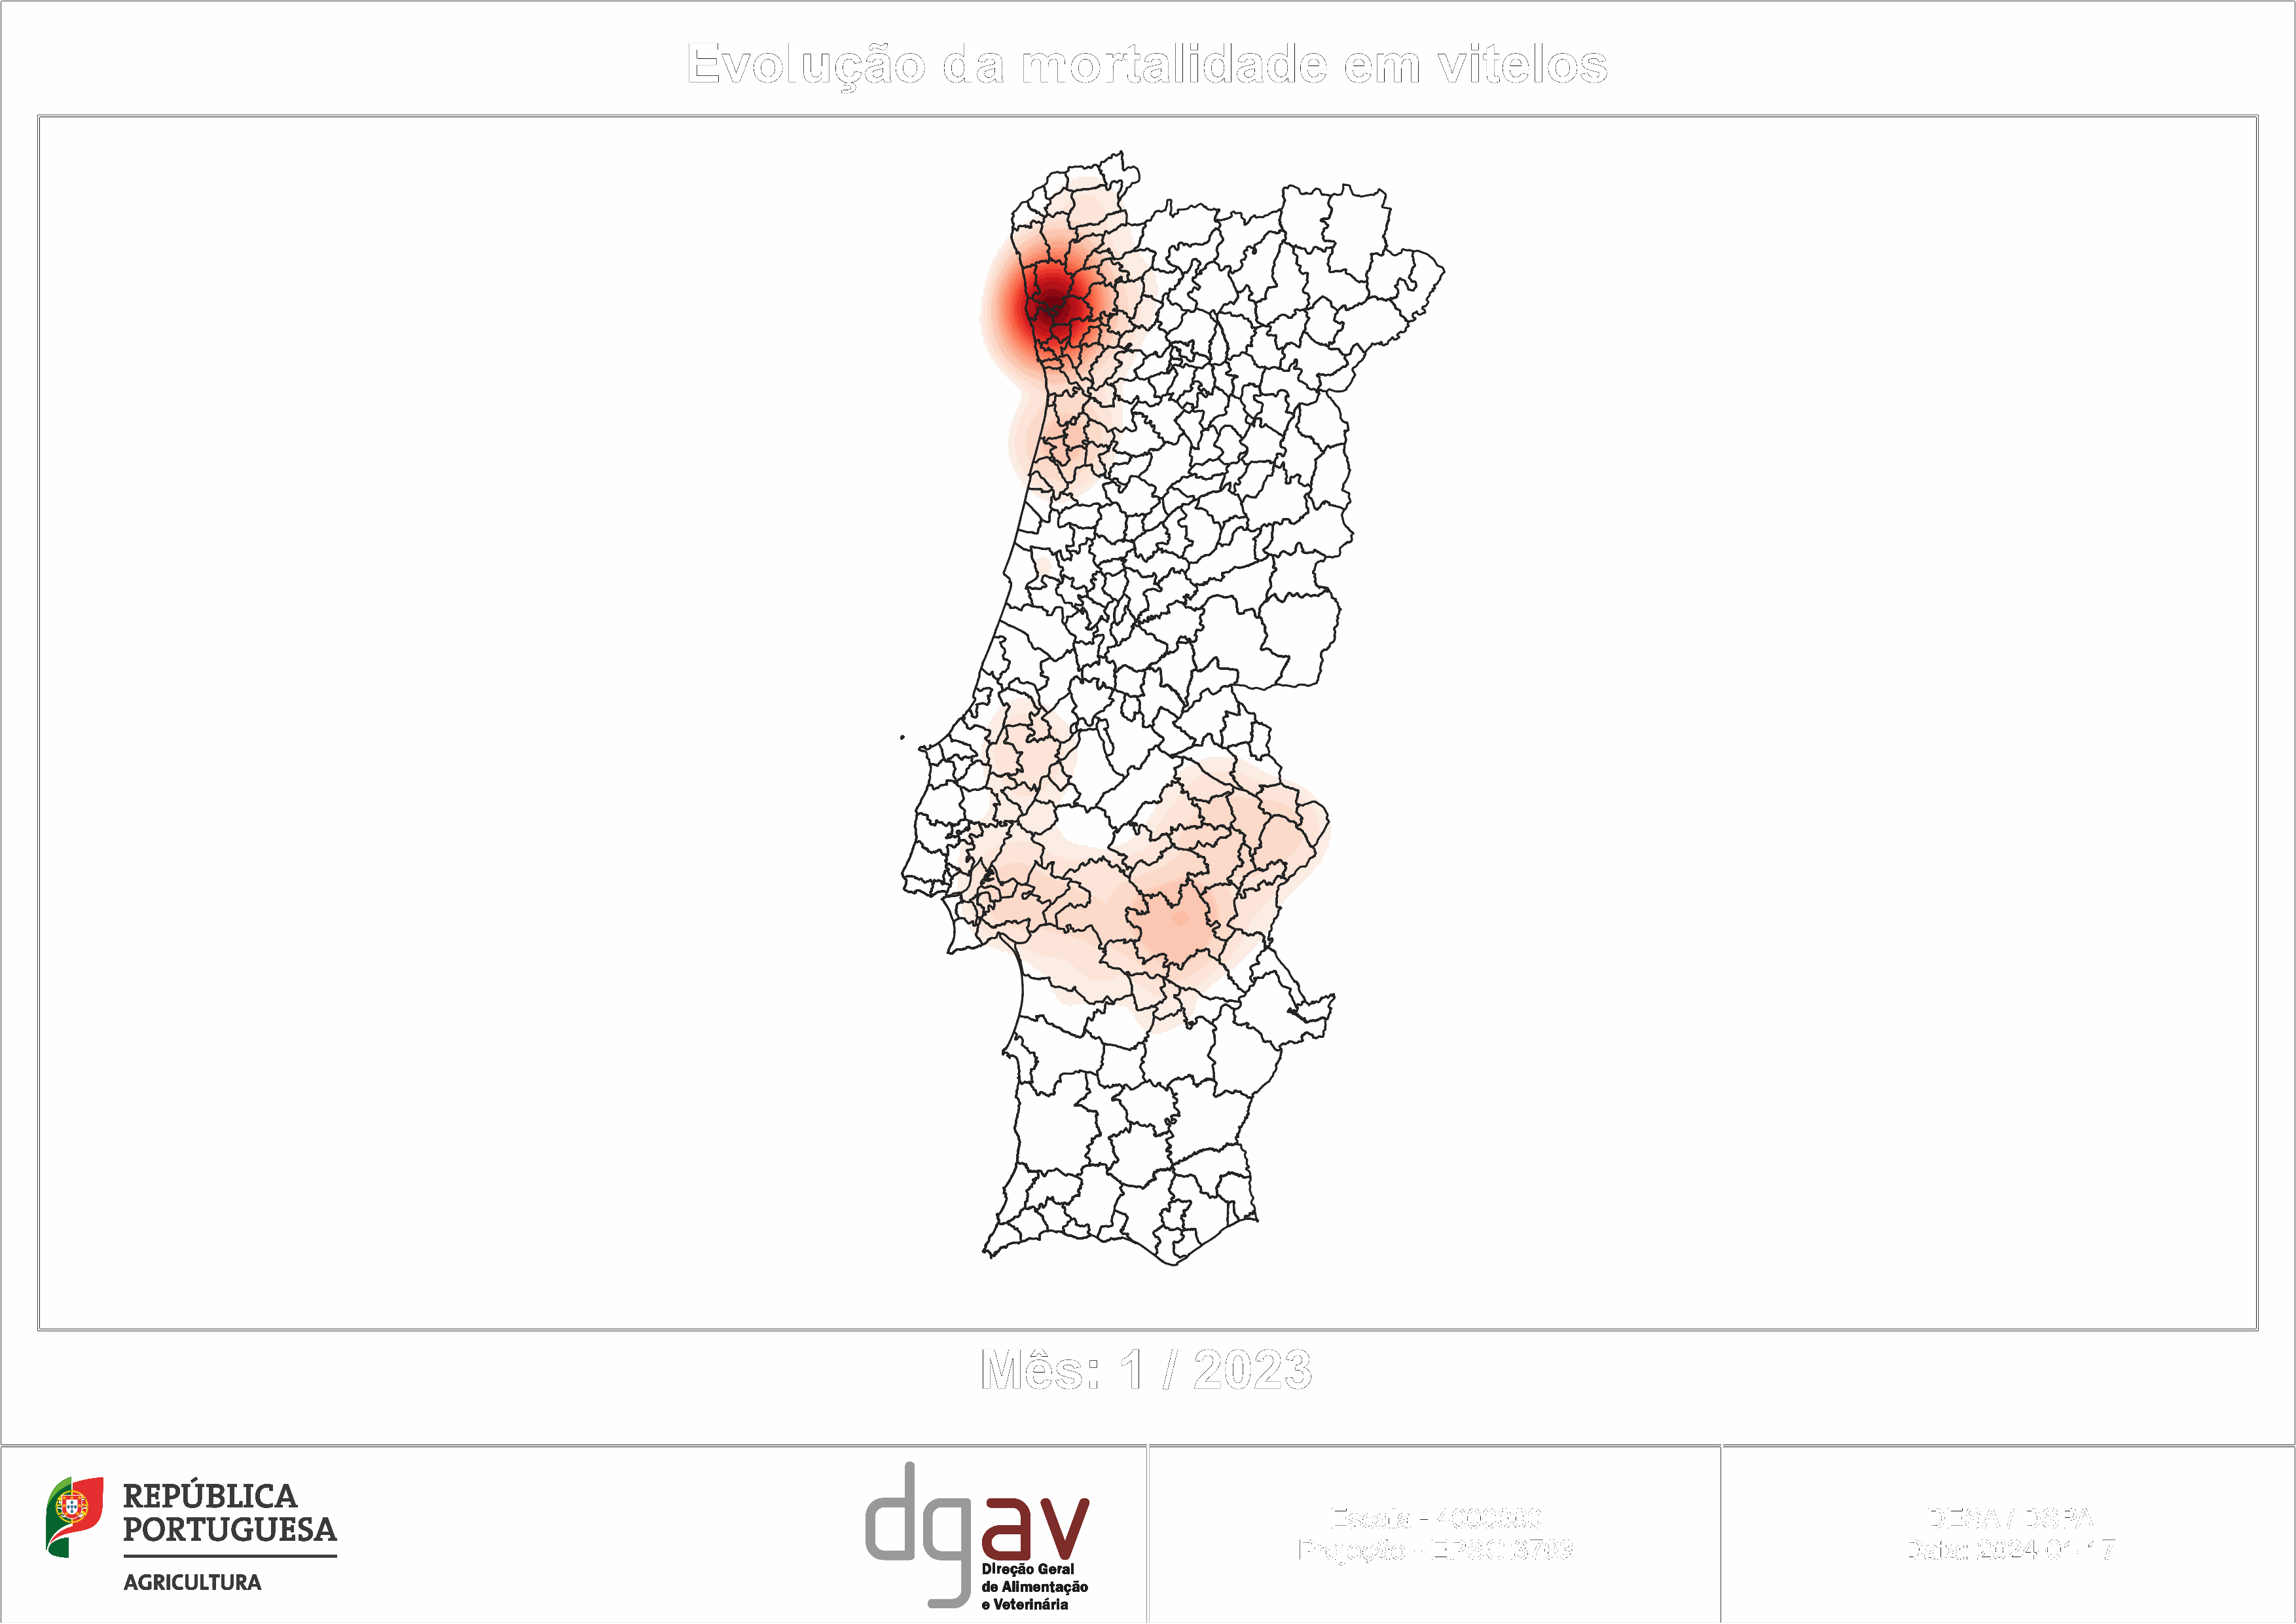 Evolução da mortalidade em vitelos
Mês: 1 / 2023
REPÚBLICA
PORTUGUESA
AGRICULTURA
dgav
Direção Geral
de Alimentação
e Veterinária
Escala - 4000000
Projeção - EPSG:3763
DESA / DSPA
Data: 2024-01-17